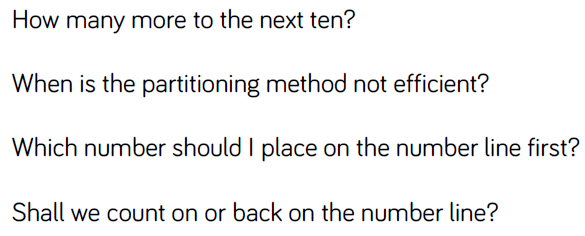 How many more to the next ten?
When is the partitioning method not efficient?
Which number should I place on the number line first?
Shall we count on or back on the number line?